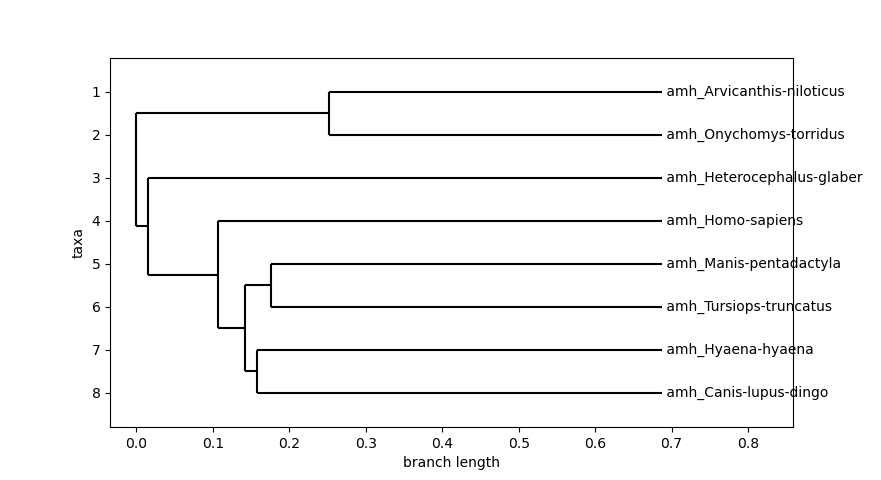 1
amh_Arvicanthis-niloticus
2
amh_Onychomys-torridus
3
amh_Heterocephalus-glaber
4
amh_Homo-sapiens
taxa
5
amh_Manis-pentadactyla
6
amh_Tursiops-truncatus
7
amh_Hyaena-hyaena
8
amh_Canis-lupus-dingo
0.0 0.1 0.2 0.3 0.4 0.5 0.6 0.7 0.8
branch length